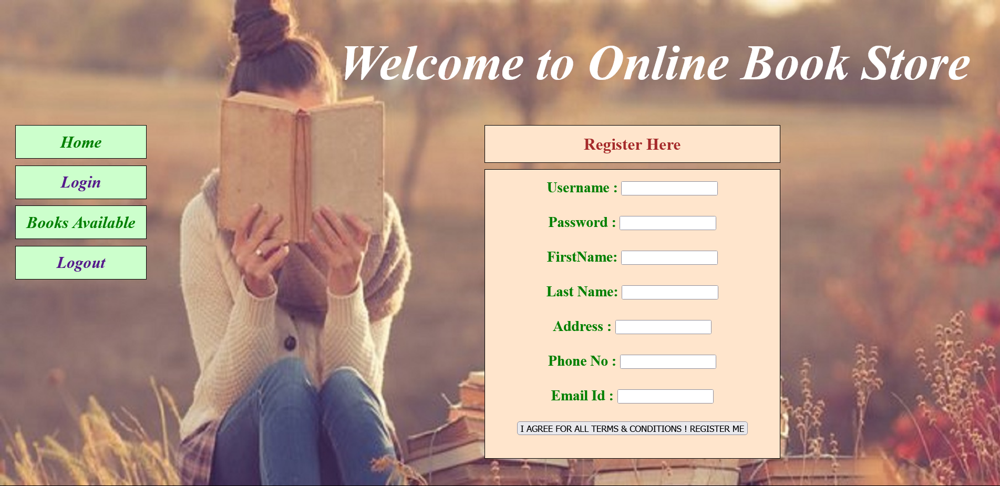 Welcome to Online Book Store
Home
Login
Books Available
Logout
Register Here
Username :
Password :
FirstName:
Last Name:
Address :
Phone No :
Email Id :
I AGREE FOR ALL TERMS & CONDITIONS ! REGISTER ME